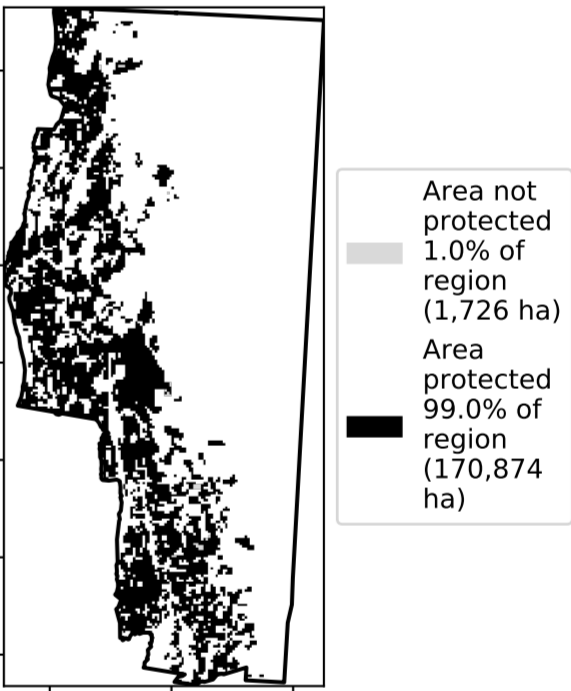 Area not
protected
1.0% of
region
(1,726 ha)
Area
protected
99.0% of
region
(170,874
ha)